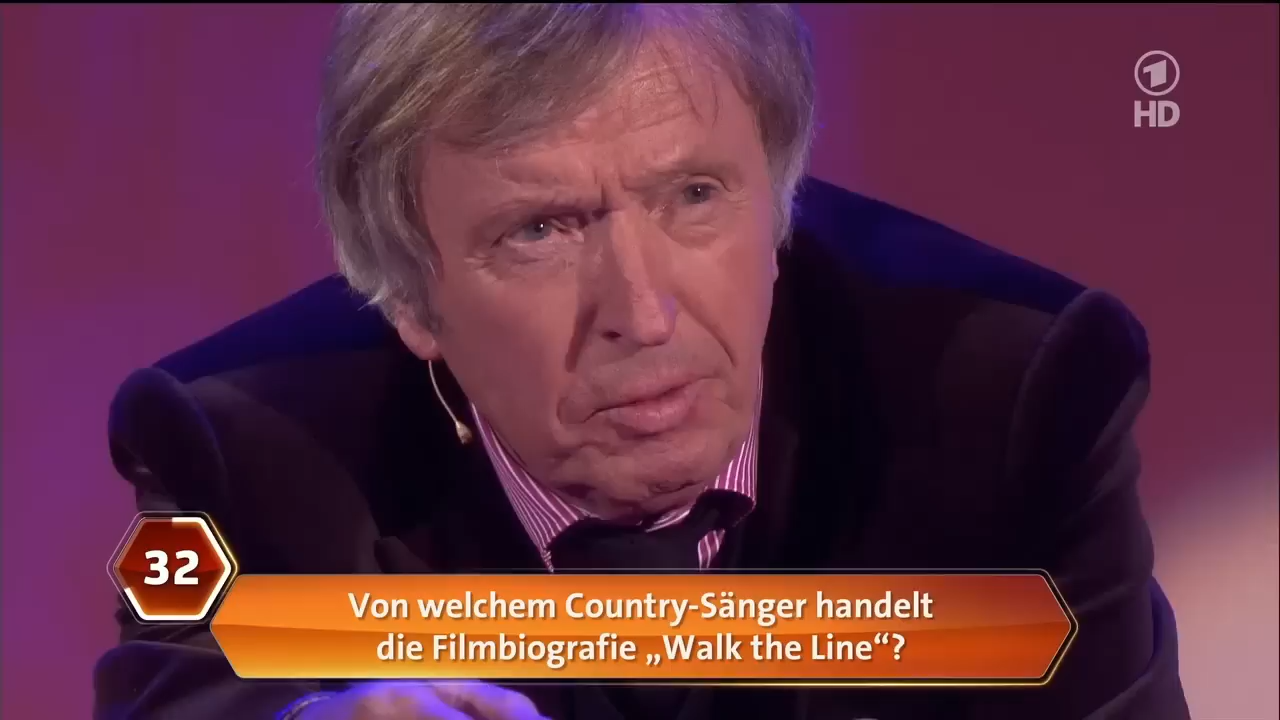 1
HD
32
Von welchem Country-Sänger handelt
die Filmbiografie „Walk the Line“?